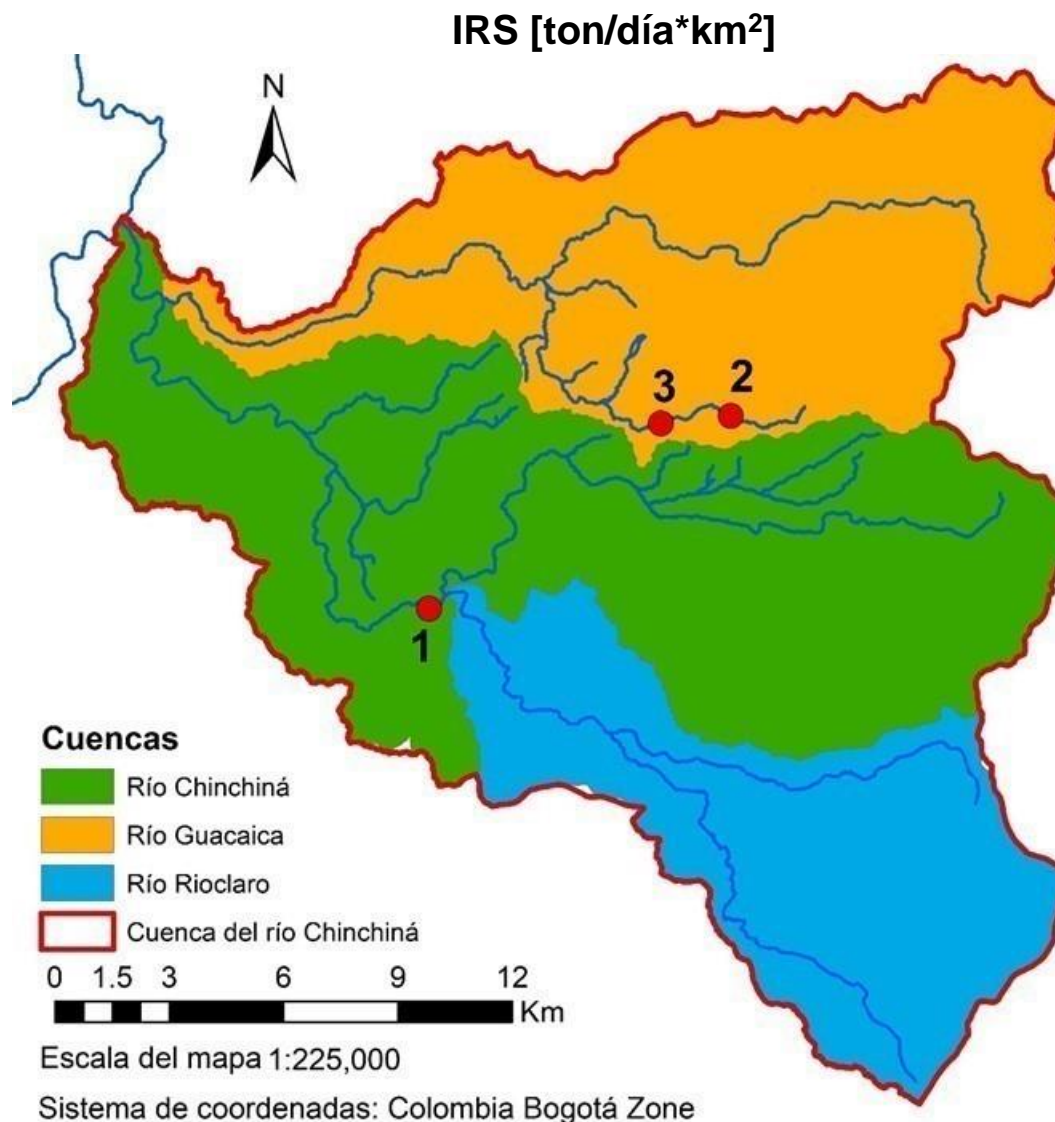 IRS [ton/día*km²]
N
3
2
1
Cuencas
Río Chinchiná
Río Guacaica
Río Rioclaro
Cuenca del río Chinchiná
0 1.5 3 6 9 12
Km
Escala del mapa 1:225,000
Sistema de coordenadas: Colombia Bogotá Zone